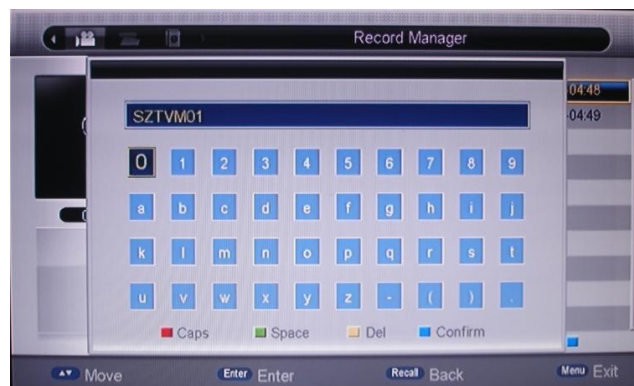 Record Manager
04:48
SZTVM01
04:49
0 1 2 3 4 5 6 7 8 9
a b c d e f g h i j
k l m n o p q r s t
u v w x y z - ( ) .
Caps Space Del Confirm
Move Enter Enter Recall Back Menu Exit